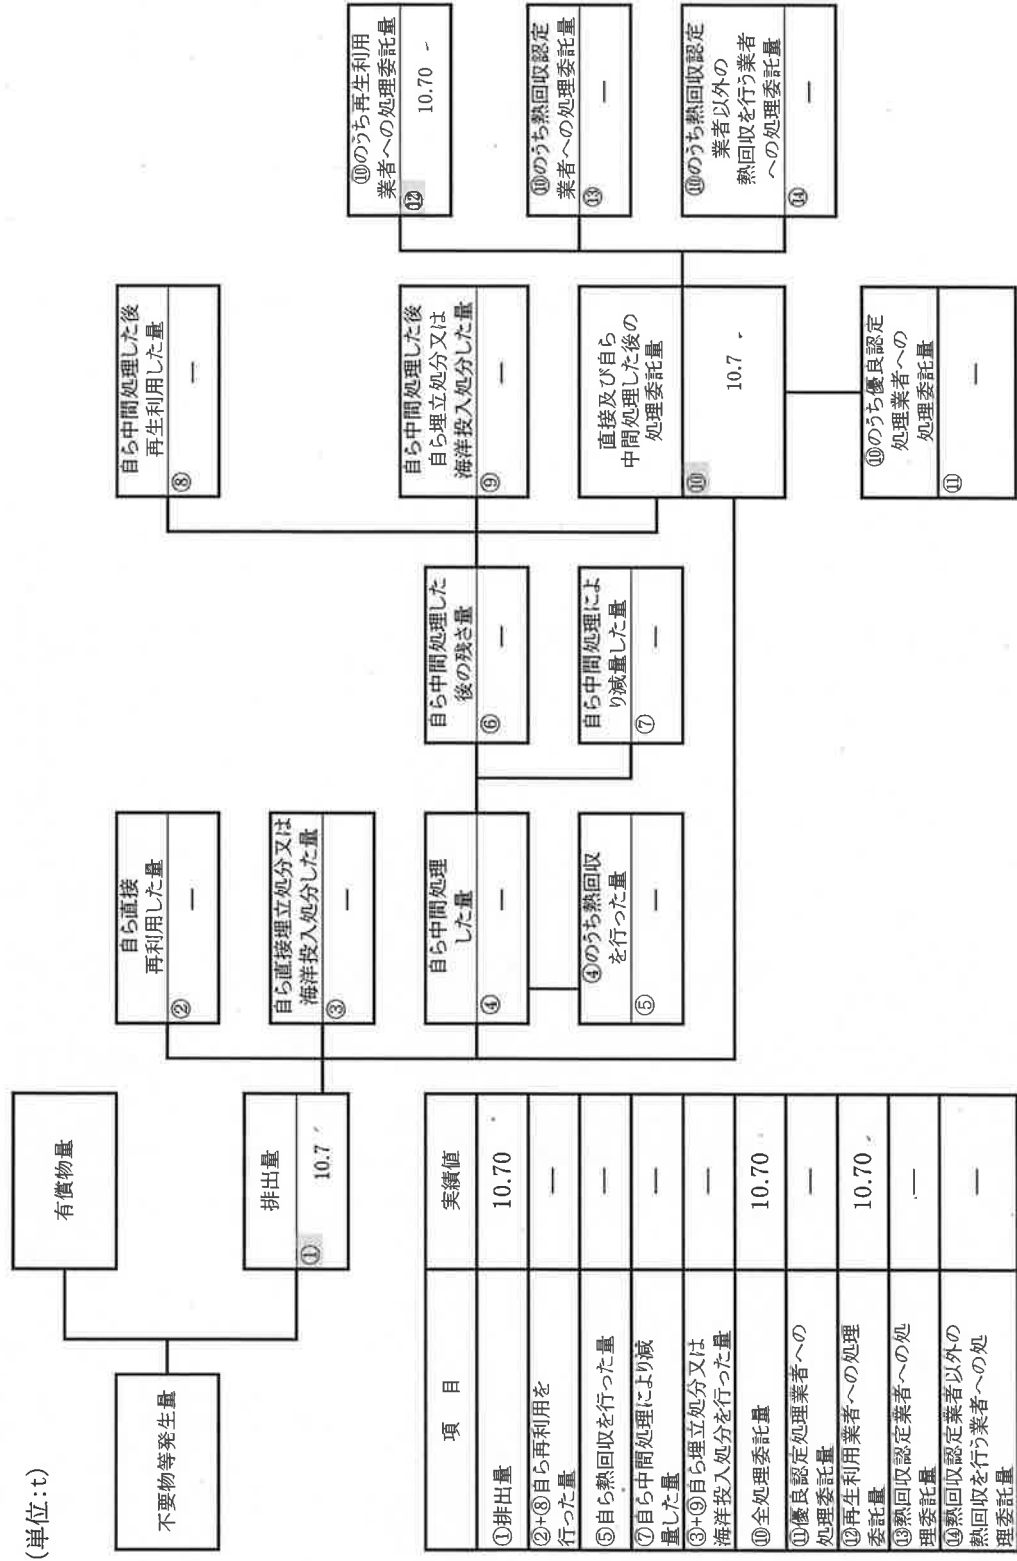 (単位:t)
不要物等発生量
有償物量
排出量
①
10.7
自ら直接
再利用した量
②
—
自ら直接埋立処分又は
海洋投入処分した量
③
—
自ら中間処理
した量
④
—
④のうち熱回収
を行った量
⑤
—
自ら中間処理した
後の残さ量
⑥
—
自ら中間処理によ
り減量した量
⑦
—
自ら中間処理した後
再生利用した量
⑧
—
自ら中間処理した後
自ら埋立処分又は
海洋投入処分した量
⑨
—
直接及び自ら
中間処理した後の
処理委託量
⑩
10.7
⑩のうち優良認定
処理業者への
処理委託量
⑪
—
⑩のうち再生利用
業者への処理委託量
⑫
10.70
⑩のうち熱回収認定
業者への処理委託量
⑬
—
⑩のうち熱回収認定
業者以外の
熱回収を行う業者
への処理委託量
⑭
—
項 目 実績値
①排出量 10.70
②+⑧自ら再利用を
行った量 —
⑤自ら熱回収を行った量 —
⑦自ら中間処理により減
量した量 —
③+⑨自ら埋立処分又は
海洋投入処分を行った量 —
⑩全処理委託量 10.70
⑪優良認定処理業者への
処理委託量 —
⑫再生利用業者への処理
委託量 10.70
⑬熱回収認定業者への処
理委託量 —
⑭熱回収認定業者以外の
熱回収を行う業者への処
理委託量 —